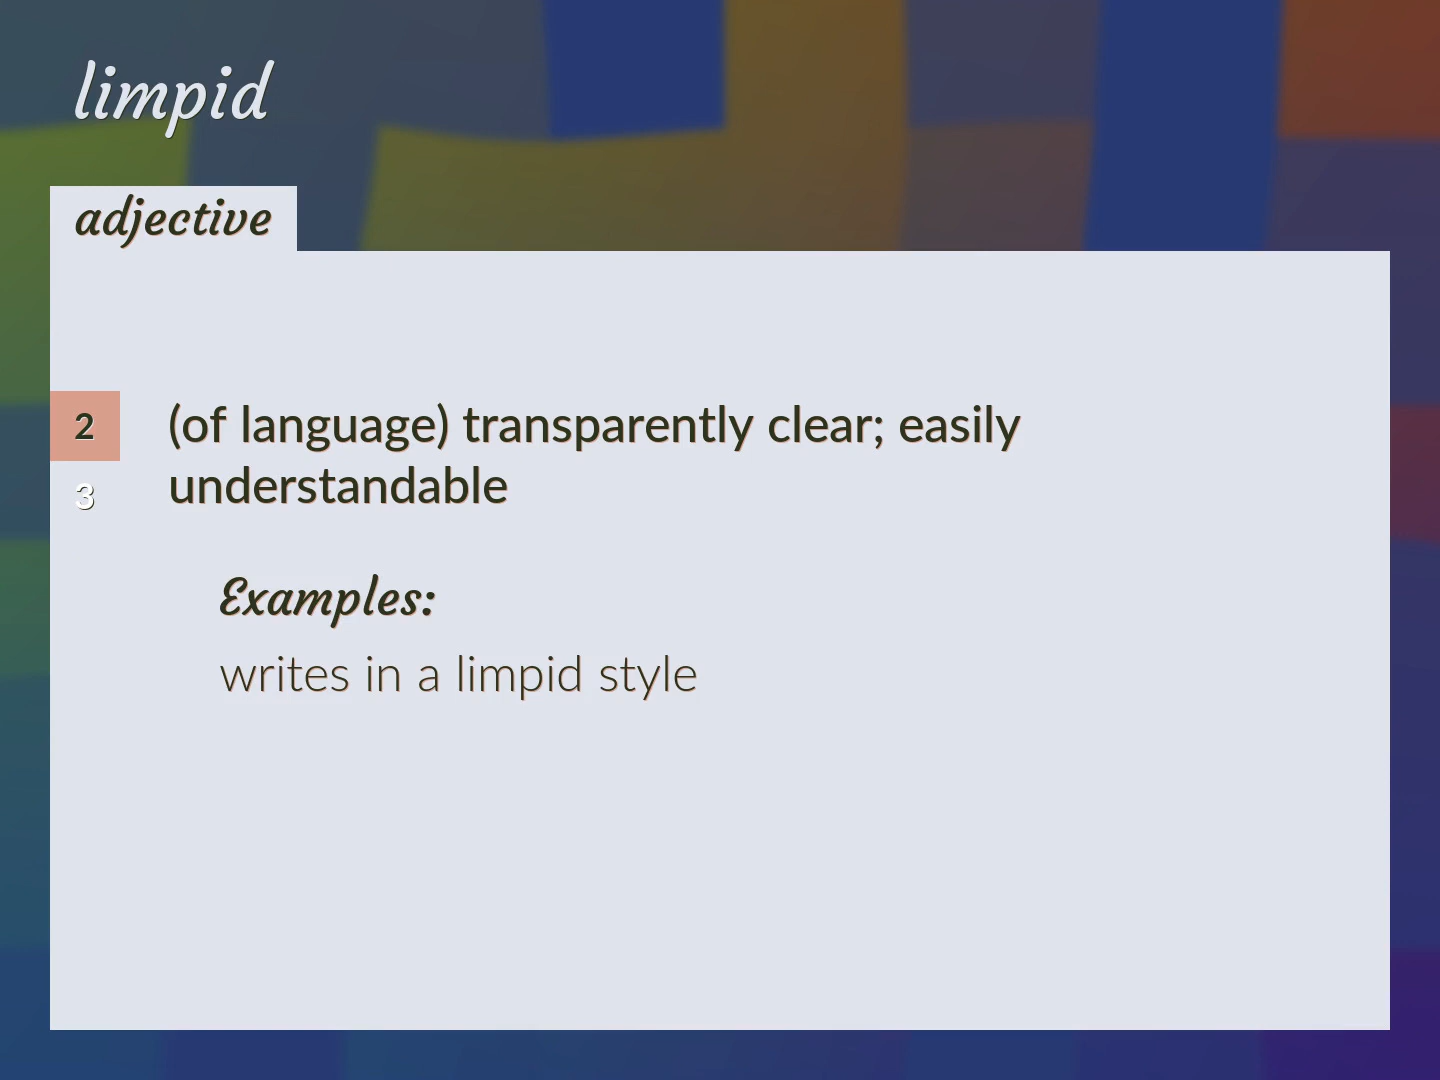 limpid
adjective
2
(of language) transparently clear; easily
understandable
3
Examples:
writes in a limpid style